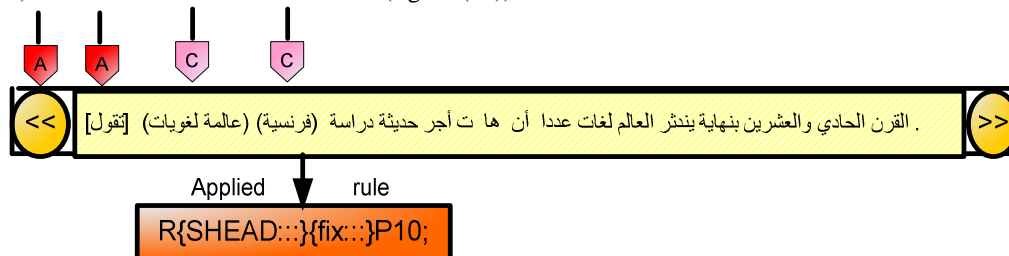 A A C C
<< . القرن الحادي والعشرين بنهاية يندثر العالم لغات عددا أن ها ت أجر حديثة دراسة (فرنسية) (عالمة لغويات) [تقول] >>
Applied rule
R{SHEAD:::}{fix:::}P10;